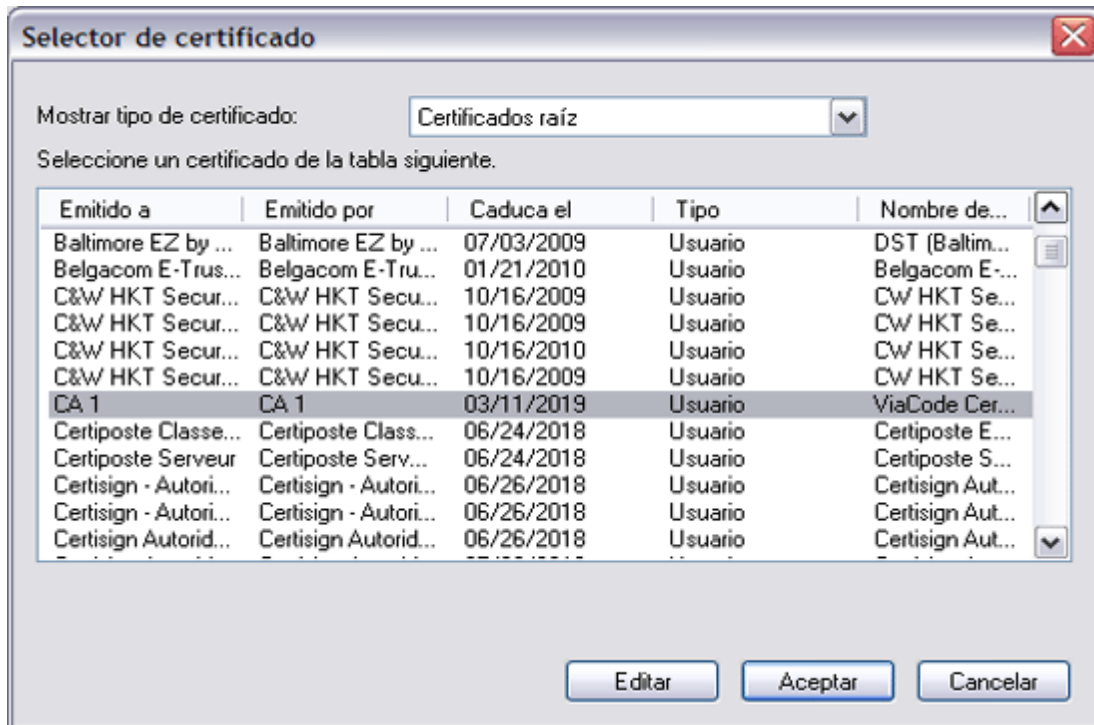 Selector de certificado
Mostrar tipo de certificado: Certificados raíz
Seleccione un certificado de la tabla siguiente.
Emitido a Emitido por Caduca el Tipo Nombre de...
Baltimore EZ by ... Baltimore EZ by ... 07/03/2009 Usuario DST (Baltim...
Belgacom E-Trus... Belgacom E-Tru... 01/21/2010 Usuario Belgacom E-...
C&W HKT Secur... C&W HKT Secu... 10/16/2009 Usuario CW HKT Se...
C&W HKT Secur... C&W HKT Secu... 10/16/2009 Usuario CW HKT Se...
C&W HKT Secur... C&W HKT Secu... 10/16/2010 Usuario CW HKT Se...
C&W HKT Secur... C&W HKT Secu... 10/16/2009 Usuario CW HKT Se...
CA 1 CA 1 03/11/2019 Usuario ViaCode Cer...
Certiposte Classe... Certiposte Class... 06/24/2018 Usuario Certiposte E...
Certiposte Serveur Certiposte Serv... 06/24/2018 Usuario Certiposte S...
Certisign - Autori... Certisign - Autori... 06/26/2018 Usuario Certisign Aut...
Certisign - Autori... Certisign - Autori... 06/26/2018 Usuario Certisign Aut...
Certisign Autorid... Certisign Autorid... 06/26/2018 Usuario Certisign Aut...
Editar Aceptar Cancelar